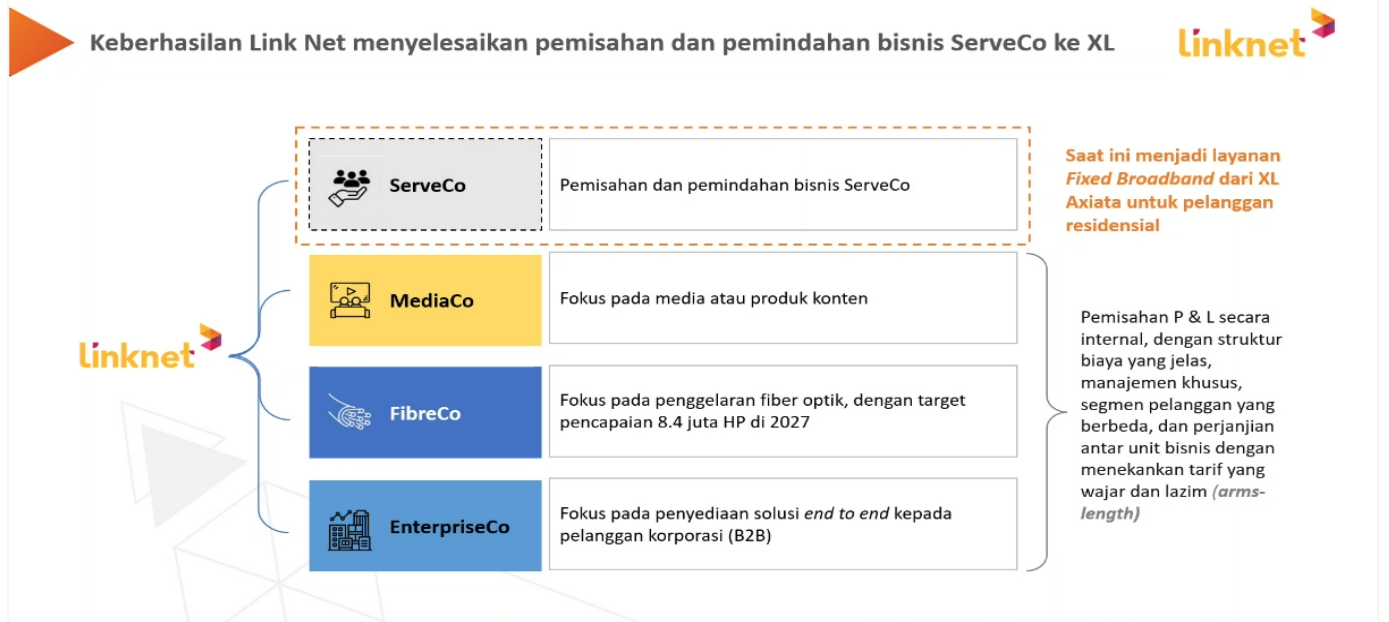 Keberhasilan Link Net menyelesaikan pemisahan dan pemindahan bisnis ServeCo ke XL
linknet
ServeCo
Pemisahan dan pemindahan bisnis ServeCo
Saat ini menjadi layanan
Fixed Broadband dari XL
Axiata untuk pelanggan
residensial
linknet
MediaCo
Fokus pada media atau produk konten
FibreCo
Fokus pada penggelaran fiber optik, dengan target
pencapaian 8.4 juta HP di 2027
EnterpriseCo
Fokus pada penyediaan solusi end to end kepada
pelanggan korporasi (B2B)
Pemisahan P & L secara
internal, dengan struktur
biaya yang jelas,
manajemen khusus,
segmen pelanggan yang
berbeda, dan perjanjian
antar unit bisnis dengan
menekankan tarif yang
wajar dan lazim (arms-
length)